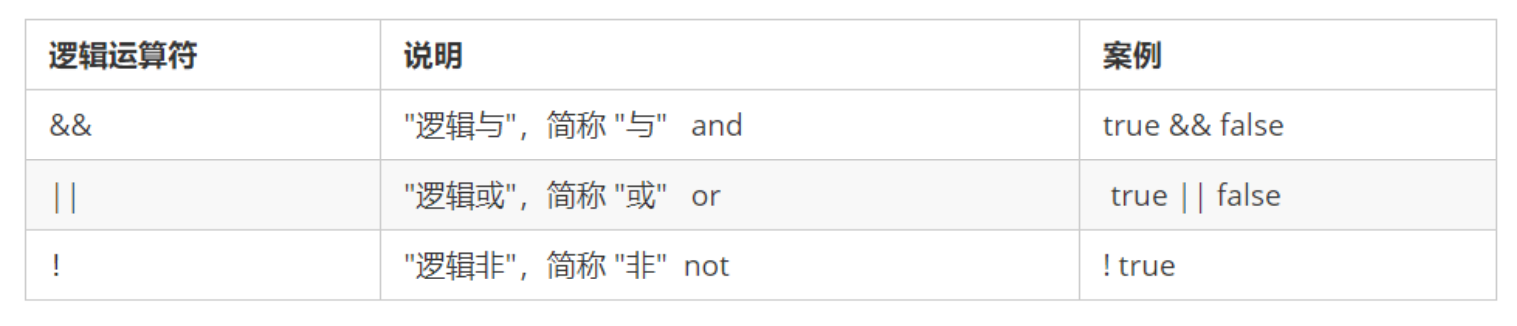 逻辑运算符 说明 案例
&& "逻辑与"，简称 "与" and true && false
|| "逻辑或"，简称 "或" or true || false
! "逻辑非"，简称 "非" not ! true